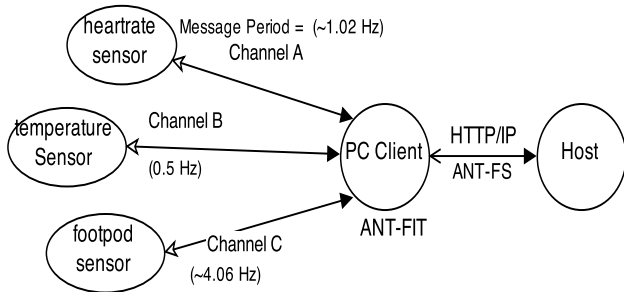 heartrate
sensor
Message Period = (~1.02 Hz)
Channel A
temperature
Sensor
Channel B
(0.5 Hz)
footpod
sensor
Channel C
(~4.06 Hz)
PC Client
ANT-FIT
HTTP/IP
ANT-FS
Host